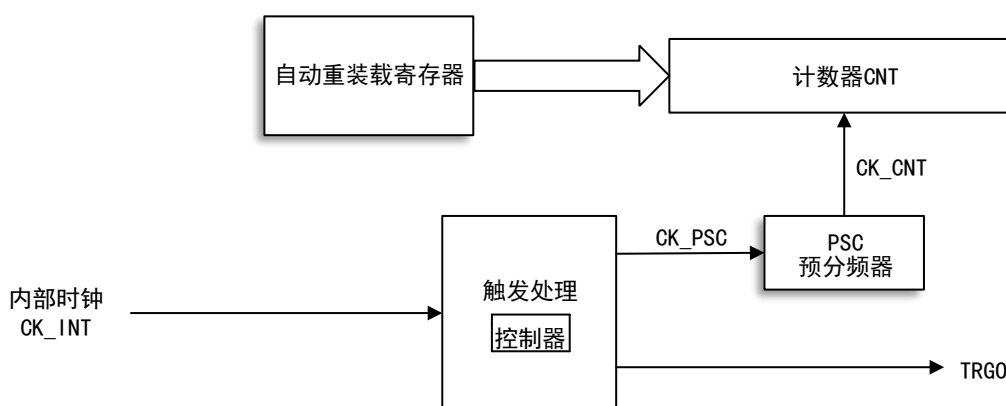 自动重装载寄存器
计数器CNT
CK_CNT
CK_PSC
PSC
预分频器
内部时钟
CK_INT
触发处理
控制器
TRGO